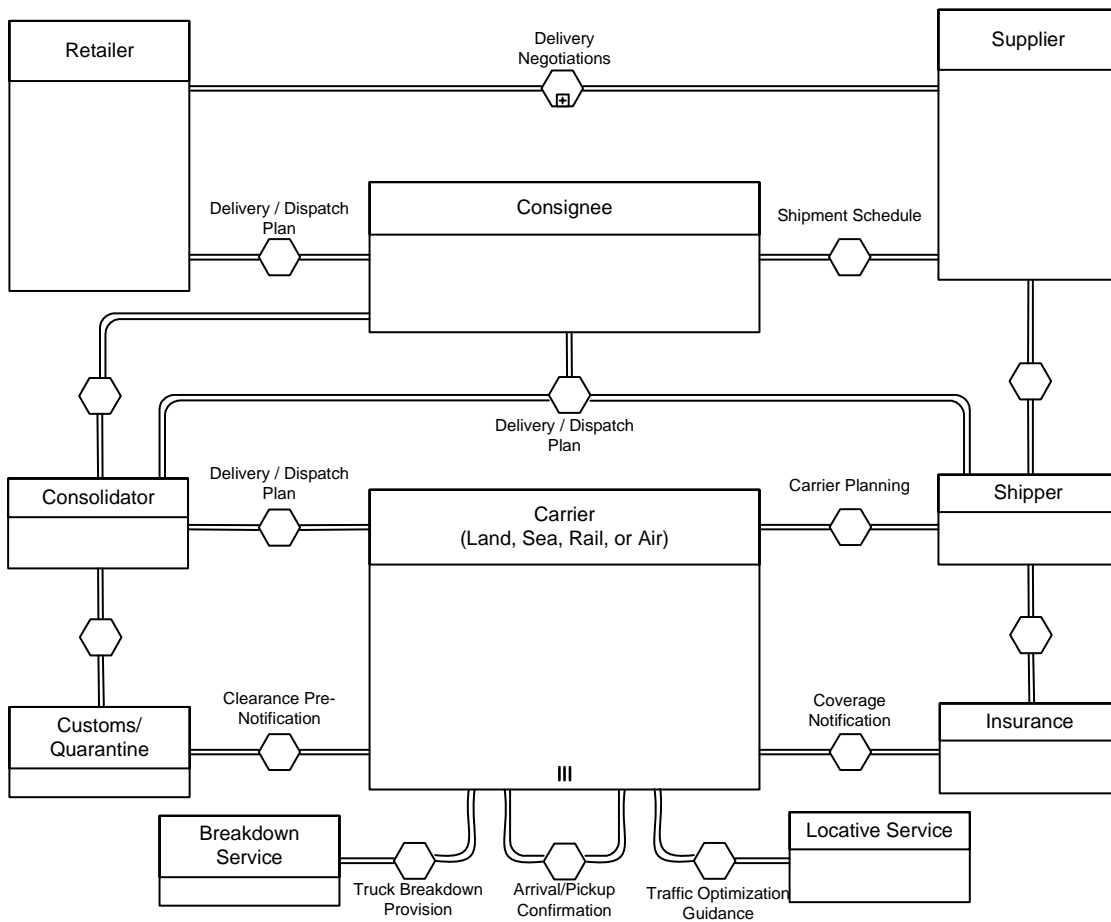 Retailer
Delivery
Negotiations
Supplier
Delivery / Dispatch
Plan
Consignee
Shipment Schedule
Delivery / Dispatch
Plan
Consolidator
Delivery / Dispatch
Plan
Carrier
(Land, Sea, Rail, or Air)
Carrier Planning
Shipper
Customs/
Quarantine
Clearance Pre-
Notification
Coverage
Notification
Insurance
Breakdown
Service
Truck Breakdown
Provision
Arrival/Pickup
Confirmation
Traffic Optimization
Guidance
Locative Service